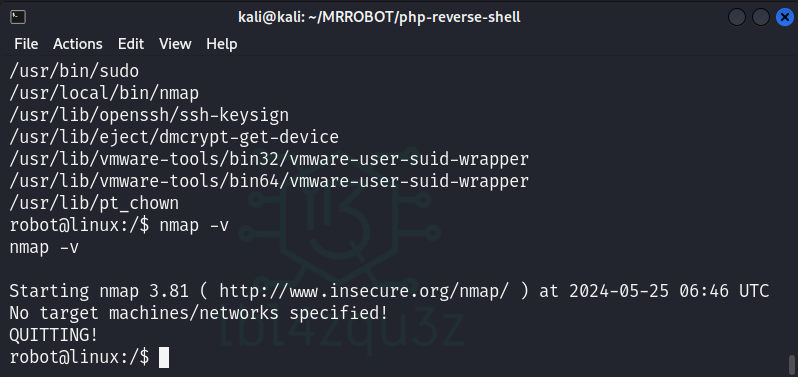 kali@kali: ~/MRROBOT/php-reverse-shell
File Actions Edit View Help
/usr/bin/sudo
/usr/local/bin/nmap
/usr/lib/openssh/ssh-keysign
/usr/lib/eject/dmcrypt-get-device
/usr/lib/vmware-tools/bin32/vmware-user-suid-wrapper
/usr/lib/vmware-tools/bin64/vmware-user-suid-wrapper
/usr/lib/pt_chown
robot@linux:/$ nmap -v
nmap -v
Starting nmap 3.81 ( http://www.insecure.org/nmap/ ) at 2024-05-25 06:46 UTC
No target machines/networks specified!
QUITTING!
robot@linux:/$